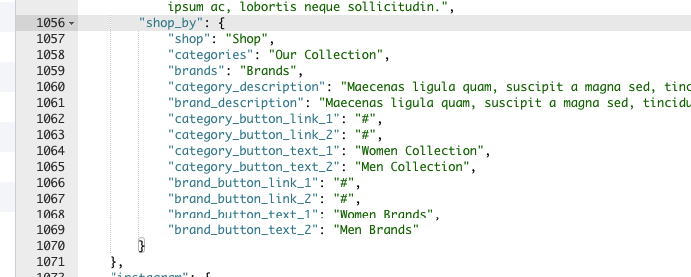 ipsum ac, lobortis neque sollicitudin.",
1056 "shop_by": {
1057 "shop": "Shop",
1058 "categories": "Our Collection",
1059 "brands": "Brands",
1060 "category_description": "Maecenas ligula quam, suscipit a magna sed, tinc
1061 "brand_description": "Maecenas ligula quam, suscipit a magna sed, tincidu
1062 "category_button_link_1": "#",
1063 "category_button_link_2": "#",
1064 "category_button_text_1": "Women Collection",
1065 "category_button_text_2": "Men Collection",
1066 "brand_button_link_1": "#",
1067 "brand_button_link_2": "#",
1068 "brand_button_text_1": "Women Brands",
1069 "brand_button_text_2": "Men Brands"
1070 }
1071 },
1072 "instagram": {